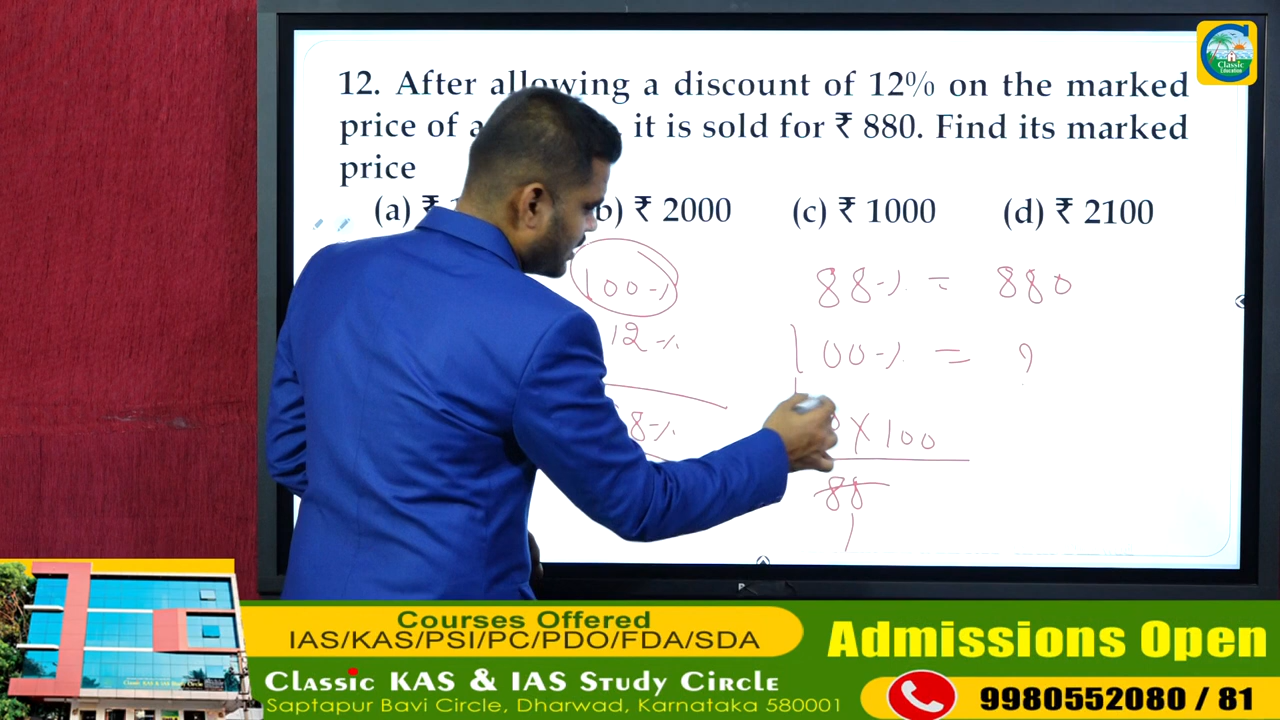 12. After allowing a discount of 12% on the marked
price of it is sold for ₹ 880. Find its marked
price
(a) ₹ (b) ₹ 2000 (c) ₹ 1000 (d) ₹ 2100
100% 88% = 880
12% 100% = ?
8% X 100
88
1
Classic
Education
Courses Offered
IAS/KAS/PSI/PC/PDO/FDA/SDA
Classic KAS & IAS Study Circle
Saptapur Bavi Circle, Dharwad, Karnataka 580001
Admissions Open
9980552080 / 81